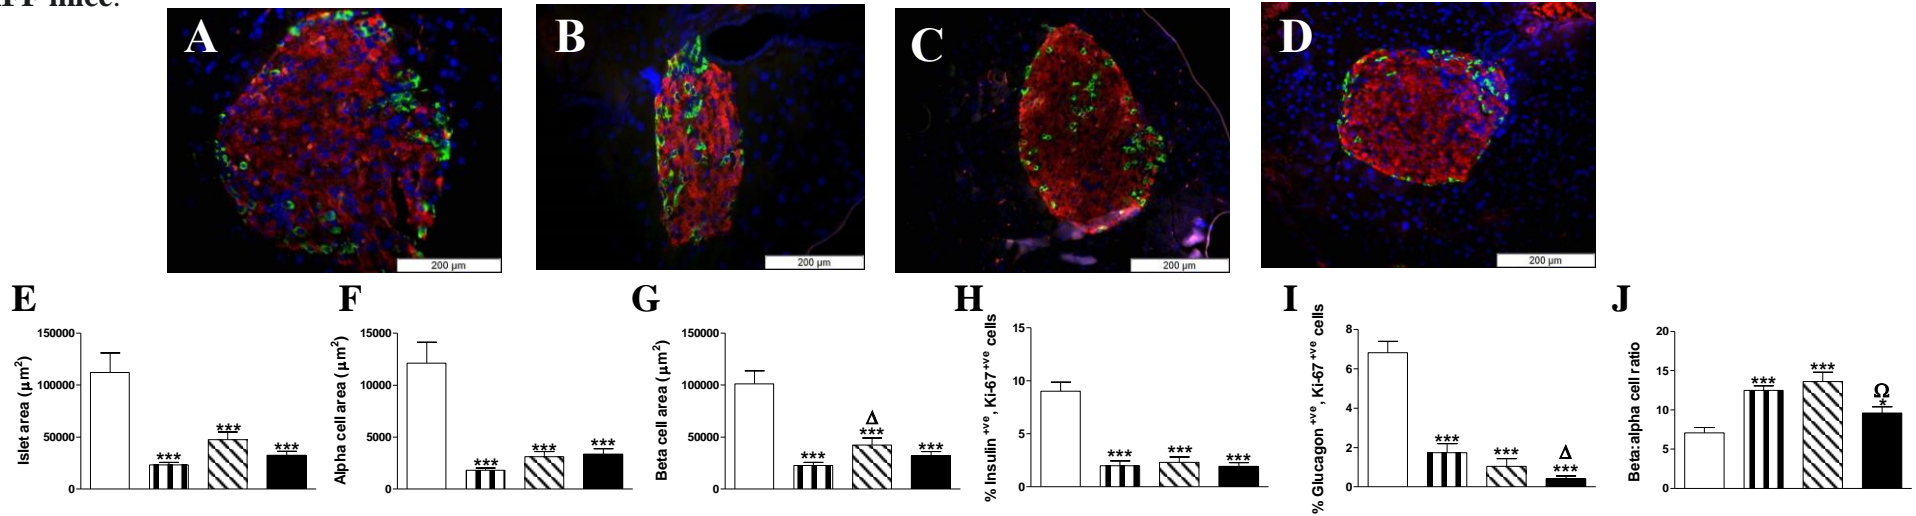 mice.
A
B
C
D
200 µm
200 µm
200 µm
200 µm
E
F
G
H
I
J
Islet area (µm²)
150000
100000
50000
0
***
***
***
Alpha cell area (µm²)
15000
10000
5000
0
***
***
***
Beta cell area (µm²)
150000
100000
50000
0
***
Δ
***
***
% Insulin +ve, Ki-67 +ve cells
15
10
5
0
***
***
***
% Glucagon +ve, Ki-67 +ve cells
8
6
4
2
0
***
***
Δ
***
Beta:alpha cell ratio
20
15
10
5
0
***
***
Ω
*